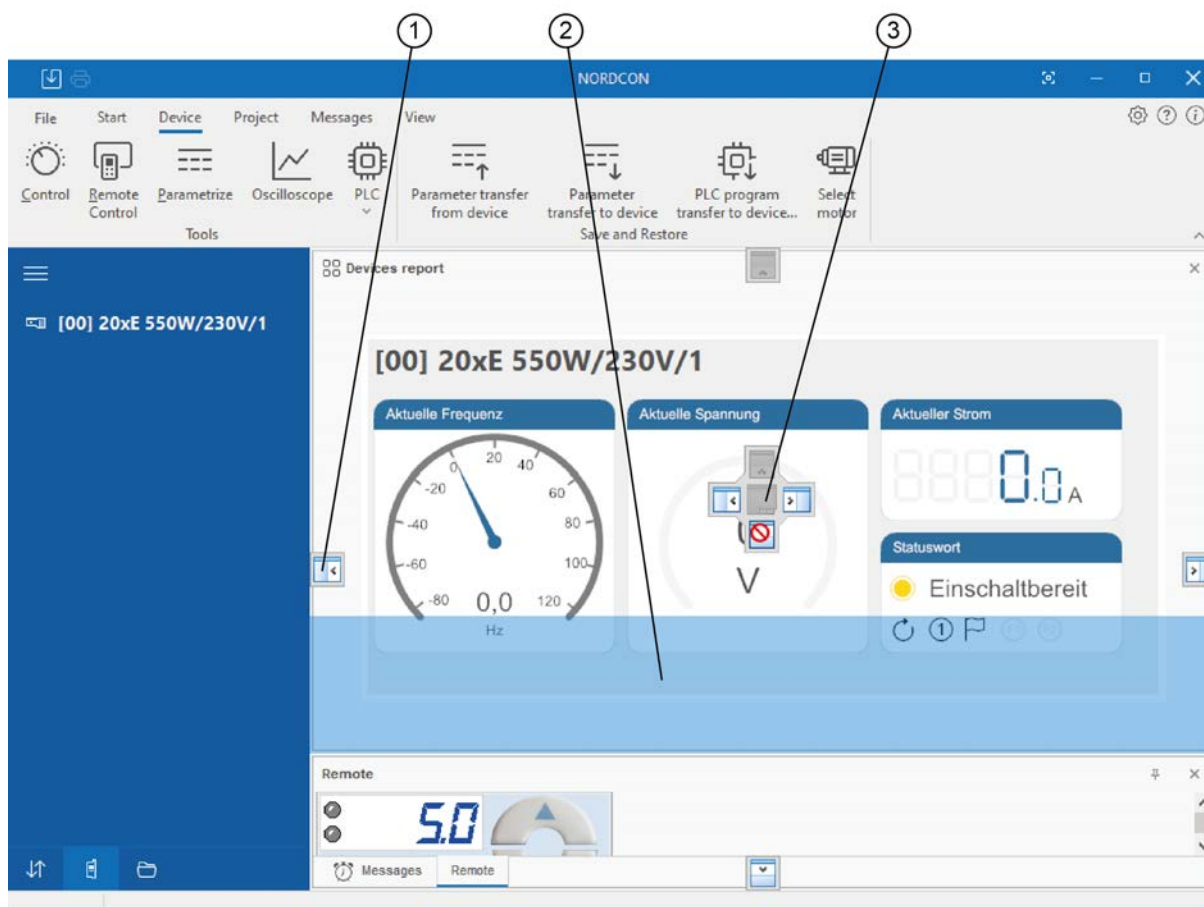 1 2 3
NORDCON
File Start Device Project Messages View
Control Remote Control Parametrize Oscilloscope PLC Parameter transfer from device Parameter transfer to device PLC program transfer to device... Select motor
Tools Save and Restore
Devices report
[00] 20xE 550W/230V/1
[00] 20xE 550W/230V/1
Aktuelle Frequenz Aktuelle Spannung Aktueller Strom
-80 -60 -40 -20 0 20 40 60 80 100 120
0,0
Hz
V
0.0 A
Statuswort
Einschaltbereit
1
Remote
5.0
Messages Remote